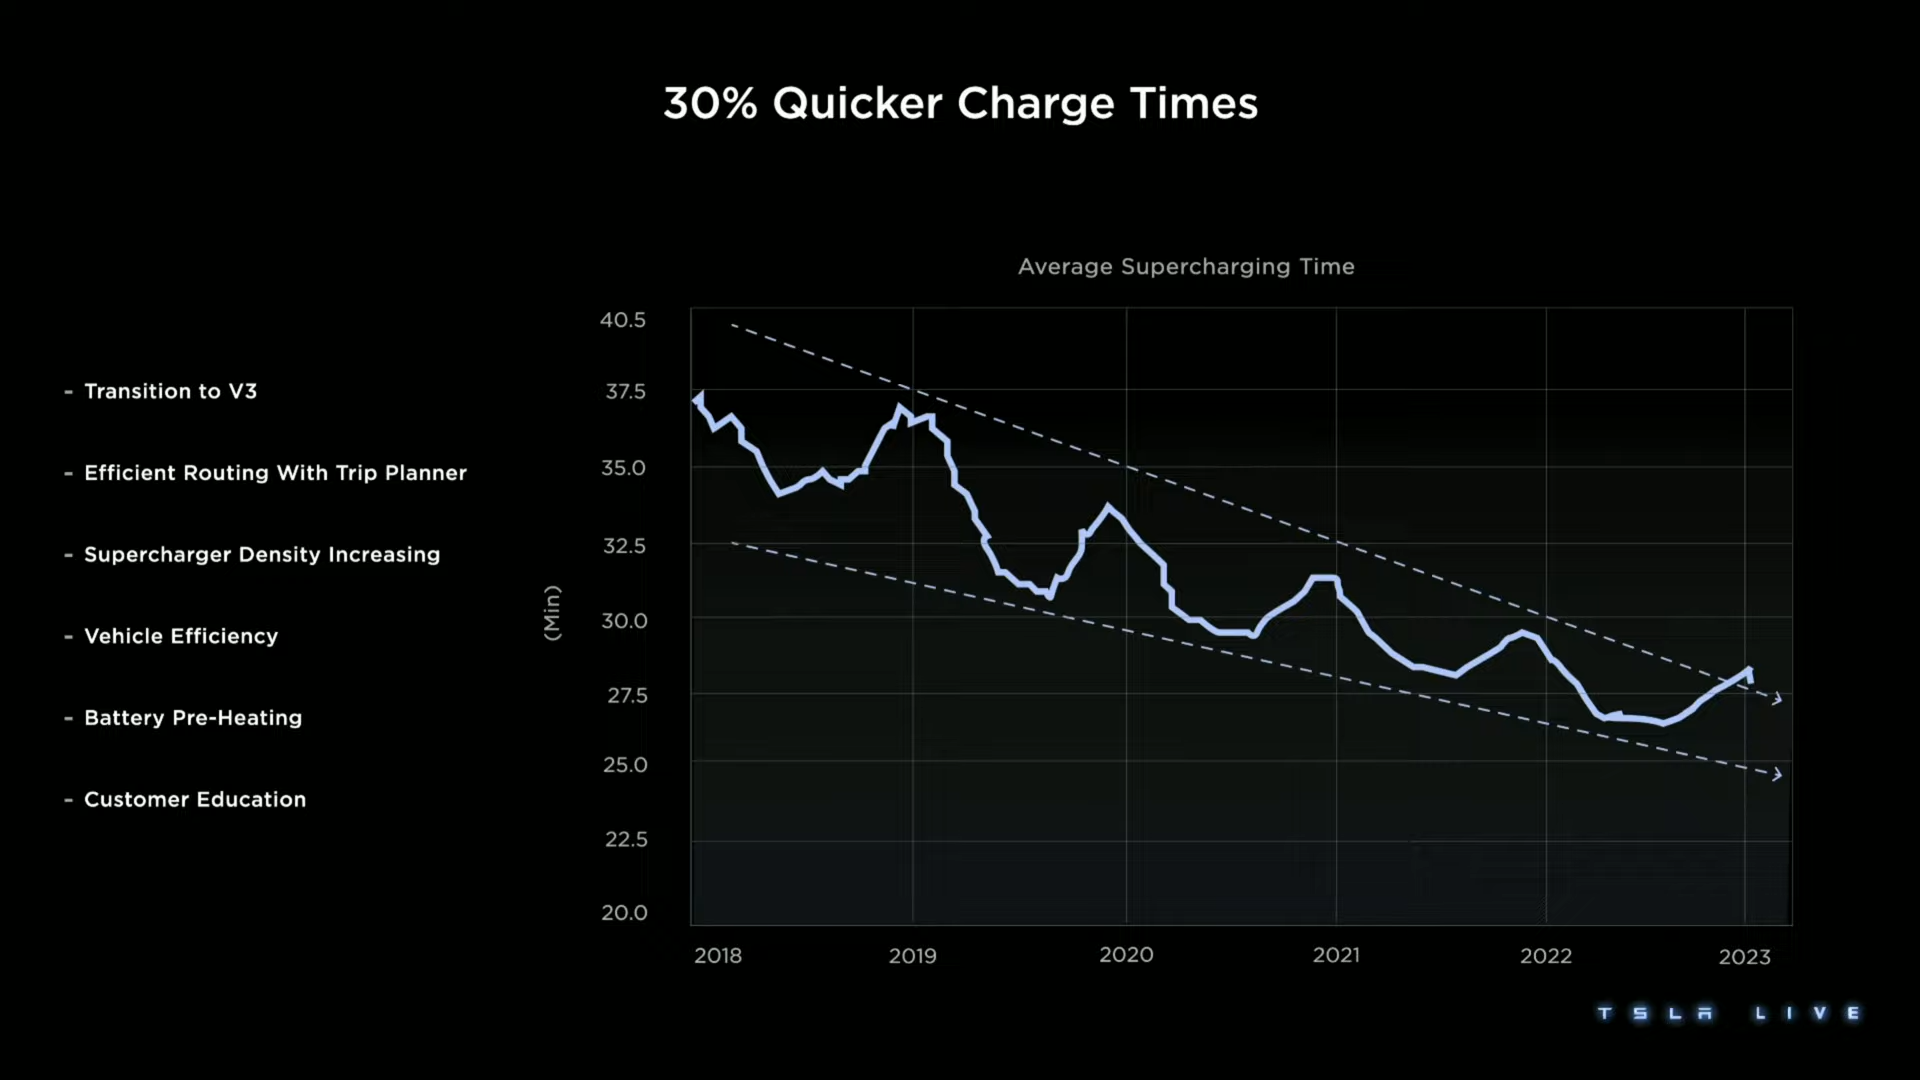 30% Quicker Charge Times
Average Supercharging Time
- Transition to V3
- Efficient Routing With Trip Planner
- Supercharger Density Increasing
- Vehicle Efficiency
- Battery Pre-Heating
- Customer Education
(Min)
40.5
37.5
35.0
32.5
30.0
27.5
25.0
22.5
20.0
2018 2019 2020 2021 2022 2023
TSLA LIVE